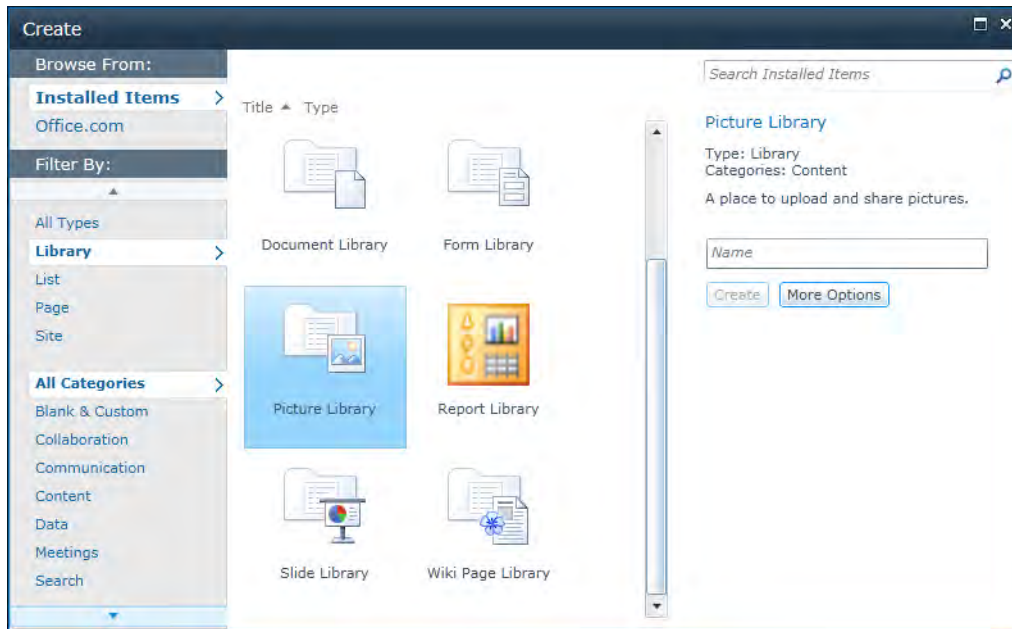 Create
Browse From:
Installed Items
Office.com
Filter By:
All Types
Library
List
Page
Site
All Categories
Blank & Custom
Collaboration
Communication
Content
Data
Meetings
Search
Title Type
Document Library Form Library
Picture Library Report Library
Slide Library Wiki Page Library
Search Installed Items
Picture Library
Type: Library
Categories: Content
A place to upload and share pictures.
Name
Create More Options